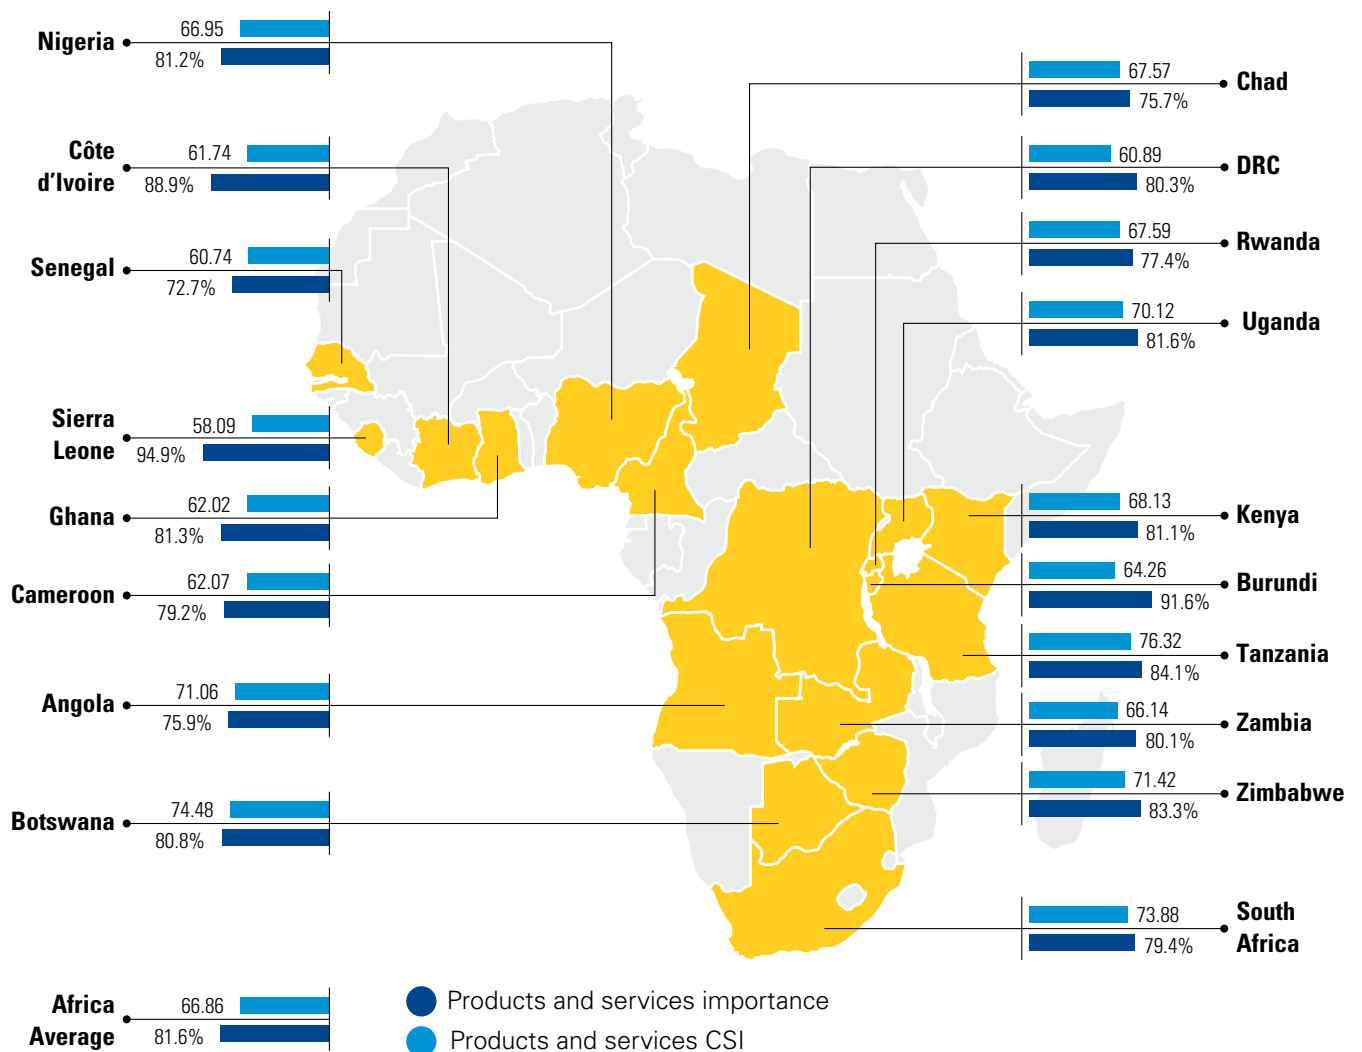 Nigeria
66.95
81.2%
Côte
d'Ivoire
61.74
88.9%
Senegal
60.74
72.7%
Sierra
Leone
58.09
94.9%
Ghana
62.02
81.3%
Cameroon
62.07
79.2%
Angola
71.06
75.9%
Botswana
74.48
80.8%
Africa
Average
66.86
81.6%
67.57
75.7%
Chad
60.89
80.3%
DRC
67.59
77.4%
Rwanda
70.12
81.6%
Uganda
68.13
81.1%
Kenya
64.26
91.6%
Burundi
76.32
84.1%
Tanzania
66.14
80.1%
Zambia
71.42
83.3%
Zimbabwe
73.88
79.4%
South
Africa
Products and services importance
Products and services CSI